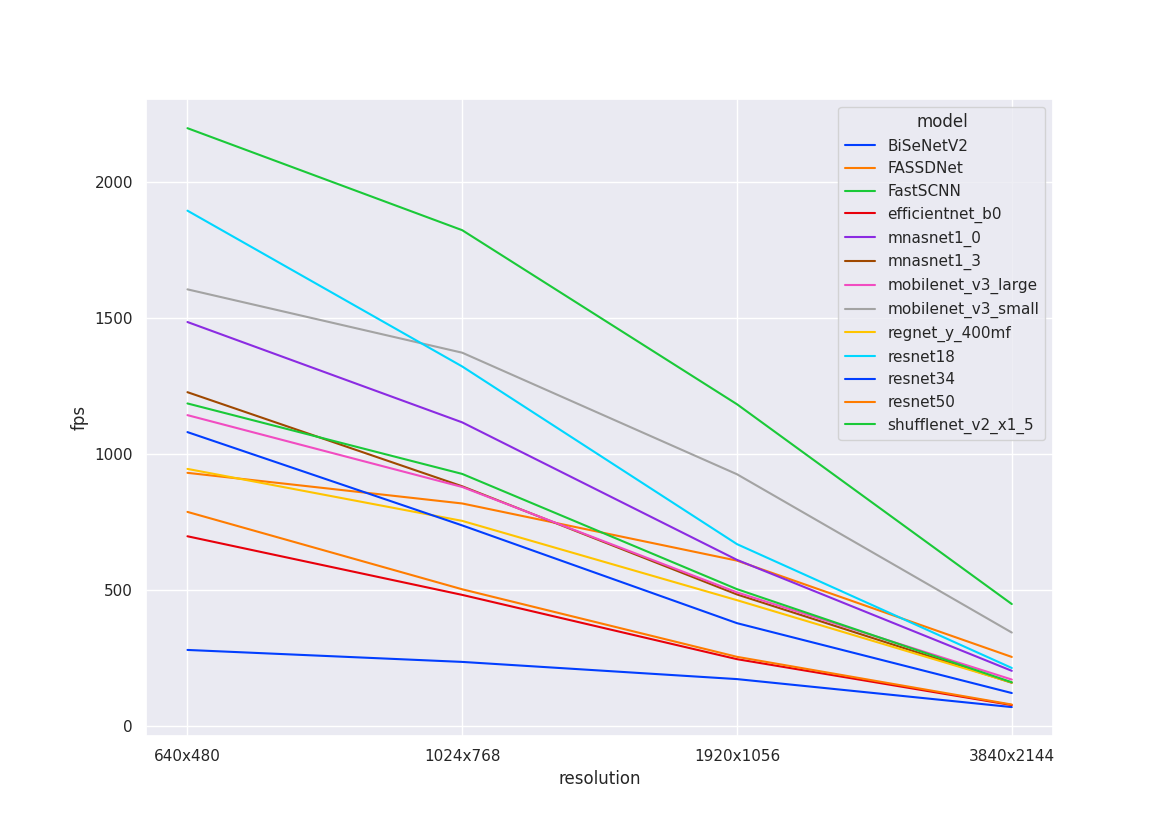 model
BiSeNetV2
FASSDNet
FastSCNN
efficientnet_b0
mnasnet1_0
mnasnet1_3
mobilenet_v3_large
mobilenet_v3_small
regnet_y_400mf
resnet18
resnet34
resnet50
shufflenet_v2_x1_5
2000
1500
1000
500
0
fps
640x480 1024x768 1920x1056 3840x2144
resolution